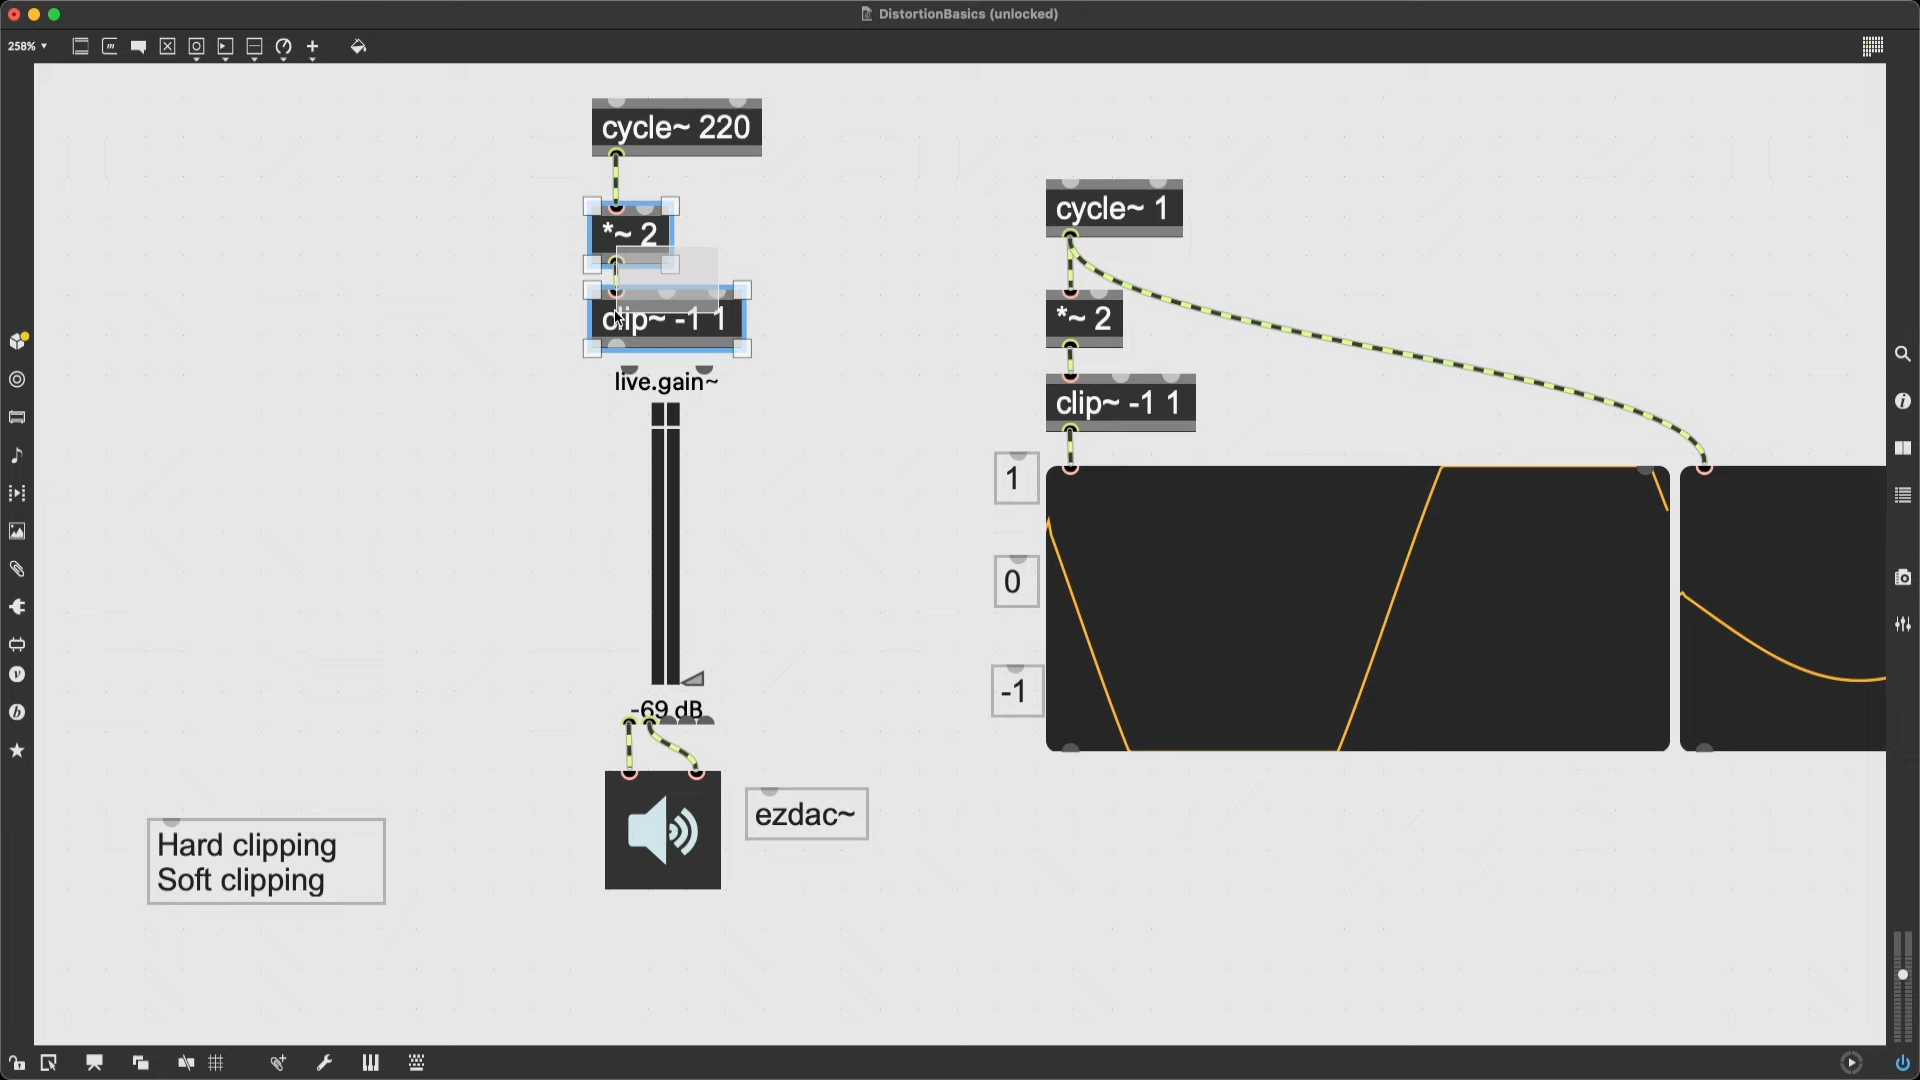 DistortionBasics (unlocked)
258%
cycle~ 220
*~ 2
clip~ -1 1
live.gain~
-69 dB
ezdac~
Hard clipping
Soft clipping
cycle~ 1
*~ 2
clip~ -1 1
1
0
-1